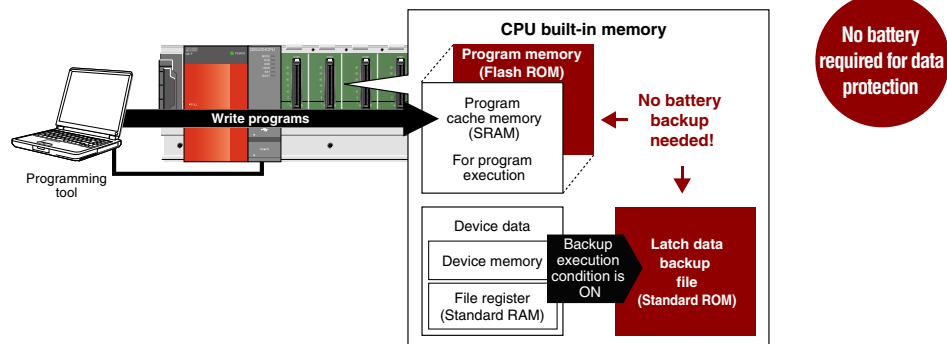 CPU built-in memory
Program memory
(Flash ROM)
Program
cache memory
(SRAM)
For program
execution
Write programs
Programming
tool
No battery
backup
needed!
No battery
required for data
protection
Device data
Device memory
File register
(Standard RAM)
Backup
execution
condition is
ON
Latch data
backup
file
(Standard ROM)